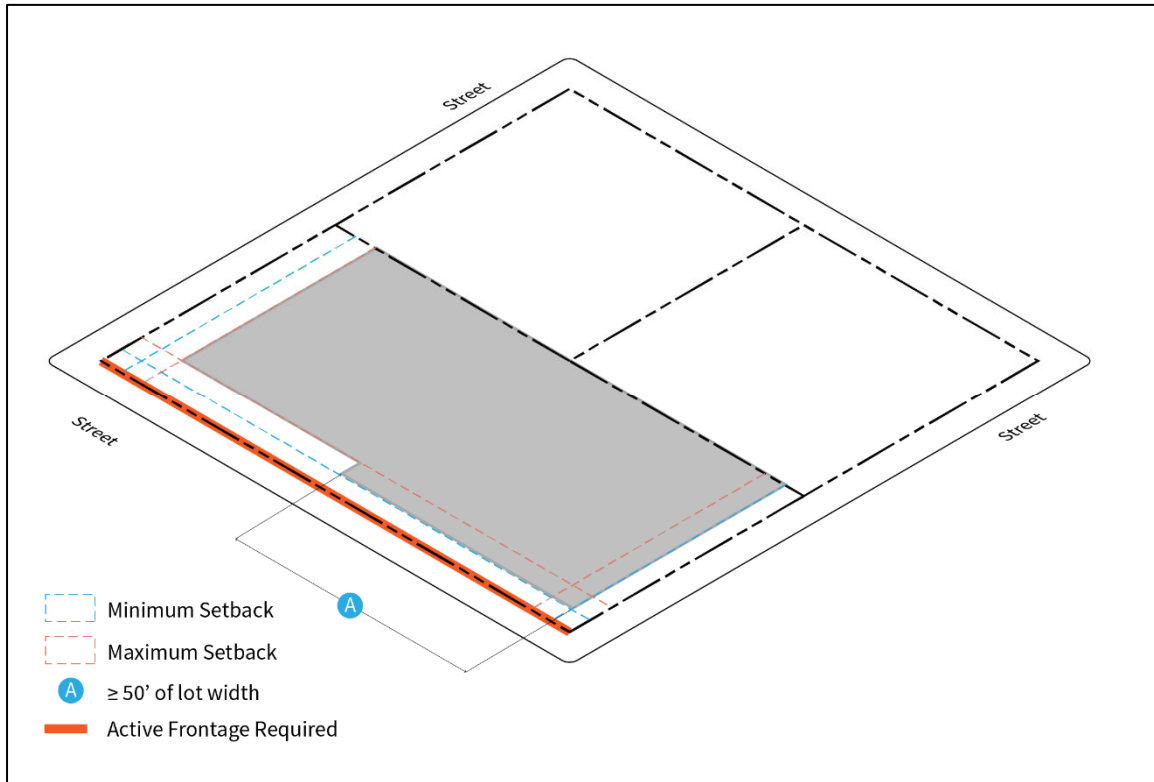 Street
Street
Street
A
Minimum Setback
Maximum Setback
A ≥ 50’ of lot width
Active Frontage Required